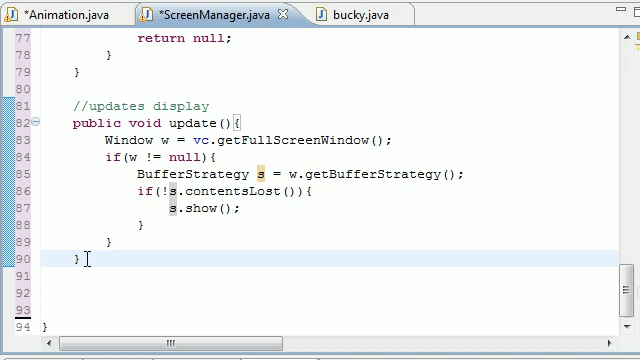 *Animation.java *ScreenManager.java bucky.java
77 return null;
78 }
79 }
80
81 //updates display
82 public void update(){
83 Window w = vc.getFullScreenWindow();
84 if(w != null){
85 BufferStrategy s = w.getBufferStrategy();
86 if(!s.contentsLost()){
87 s.show();
88 }
89 }
90 }
91
92
93
94 }